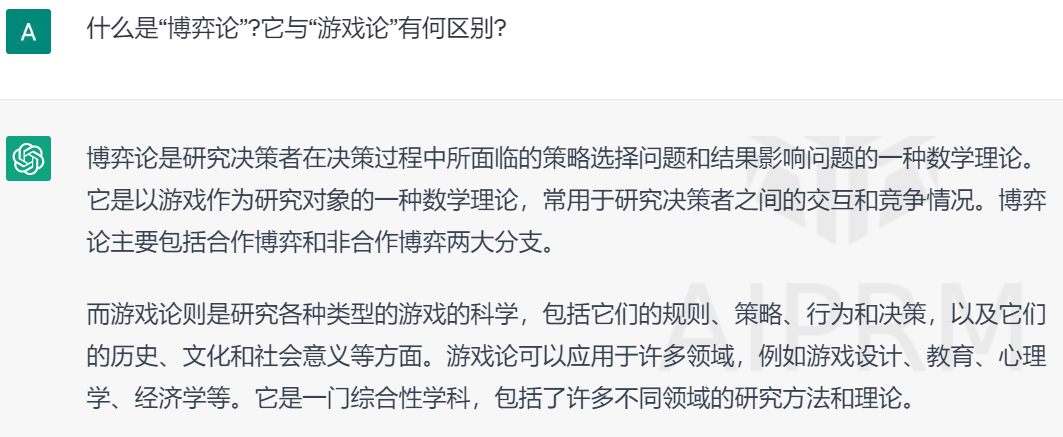 A
什么是“博弈论”?它与“游戏论”有何区别?
博弈论是研究决策者在决策过程中所面临的策略选择问题和结果影响问题的一种数学理论。
它是以游戏作为研究对象的一种数学理论，常用于研究决策者之间的交互和竞争情况。博弈
论主要包括合作博弈和非合作博弈两大分支。
而游戏论则是研究各种类型的游戏的科学，包括它们的规则、策略、行为和决策，以及它们
的历史、文化和社会意义等方面。游戏论可以应用于许多领域，例如游戏设计、教育、心理
学、经济学等。它是一门综合性学科，包括了许多不同领域的研究方法和理论。
AIPRM